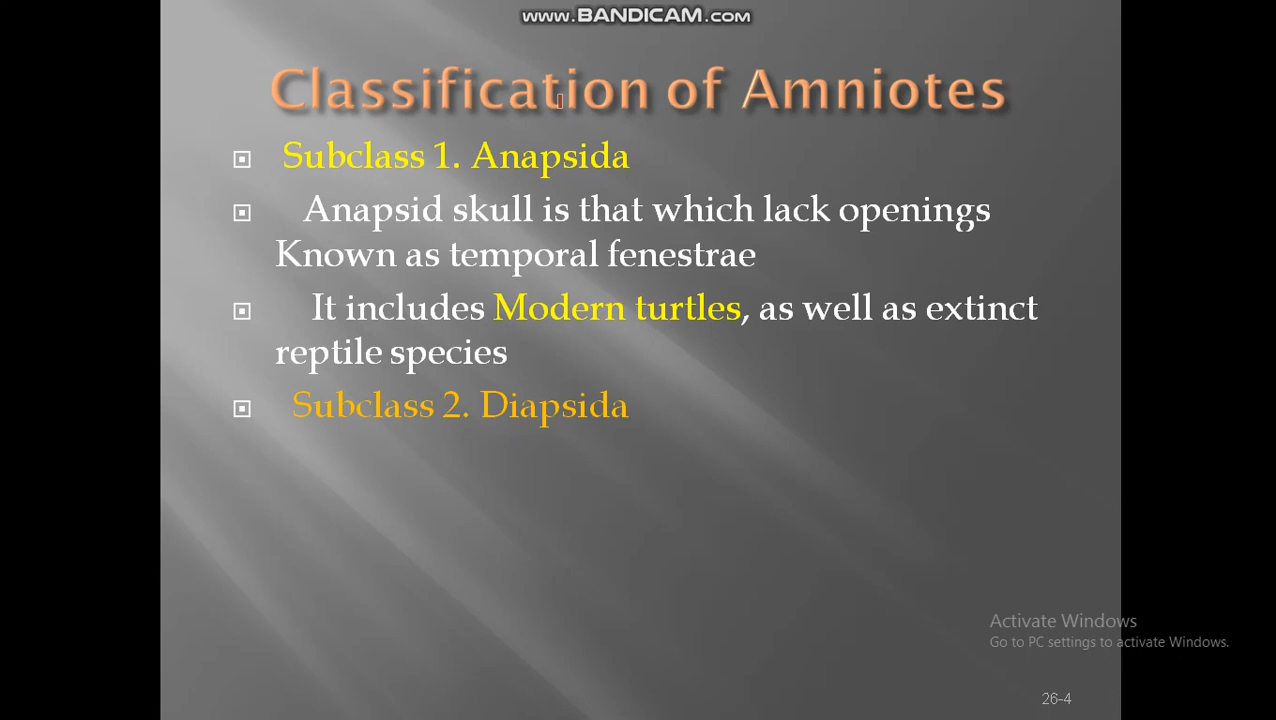 www.BANDICAM.com
Classification of Amniotes
Subclass 1. Anapsida
Anapsid skull is that which lack openings
Known as temporal fenestrae
It includes Modern turtles, as well as extinct
reptile species
Subclass 2. Diapsida
Activate Windows
Go to PC settings to activate Windows.
26-4